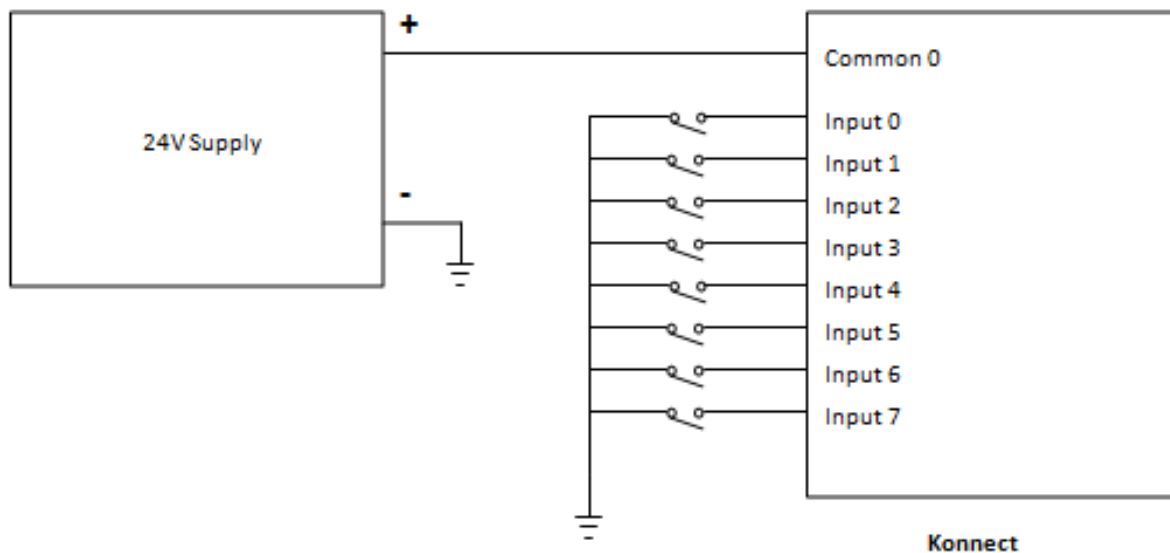 +
24V Supply
-
Common 0
Input 0
Input 1
Input 2
Input 3
Input 4
Input 5
Input 6
Input 7
Konnect